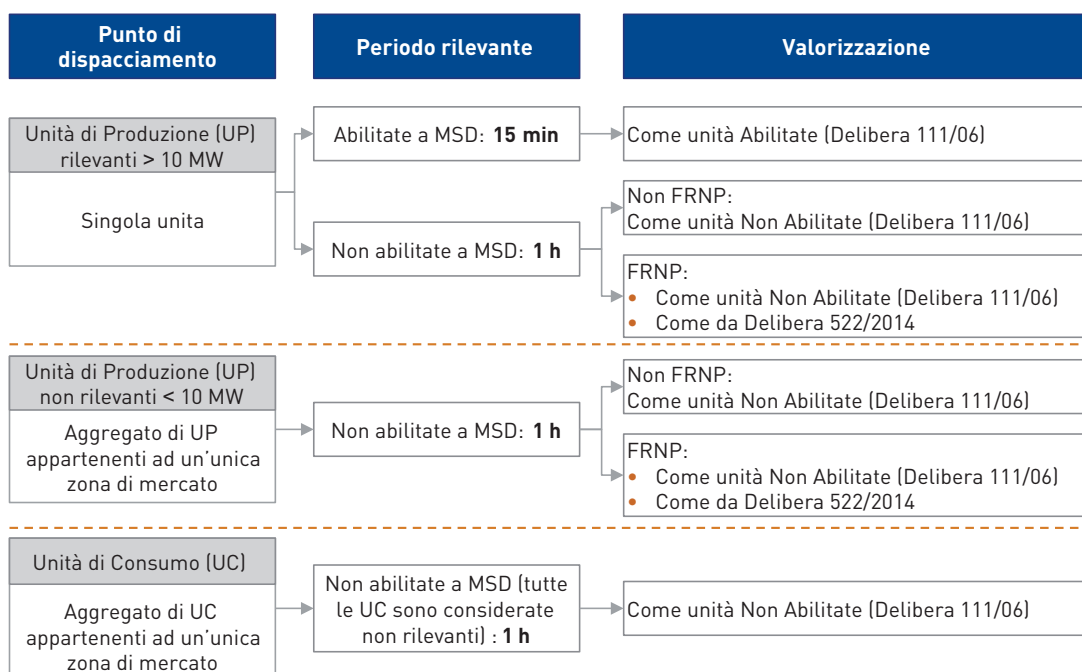 Punto di
dispacciamento
Periodo rilevante
Valorizzazione
Unità di Produzione (UP)
rilevanti > 10 MW
Singola unita
Abilitate a MSD: 15 min
Come unità Abilitate (Delibera 111/06)
Non abilitate a MSD: 1 h
Non FRNP:
Come unità Non Abilitate (Delibera 111/06)
FRNP:
• Come unità Non Abilitate (Delibera 111/06)
• Come da Delibera 522/2014
Unità di Produzione (UP)
non rilevanti < 10 MW
Aggregato di UP
appartenenti ad un'unica
zona di mercato
Non abilitate a MSD: 1 h
Non FRNP:
Come unità Non Abilitate (Delibera 111/06)
FRNP:
• Come unità Non Abilitate (Delibera 111/06)
• Come da Delibera 522/2014
Unità di Consumo (UC)
Aggregato di UC
appartenenti ad un'unica
zona di mercato
Non abilitate a MSD (tutte
le UC sono considerate
non rilevanti) : 1 h
Come unità Non Abilitate (Delibera 111/06)